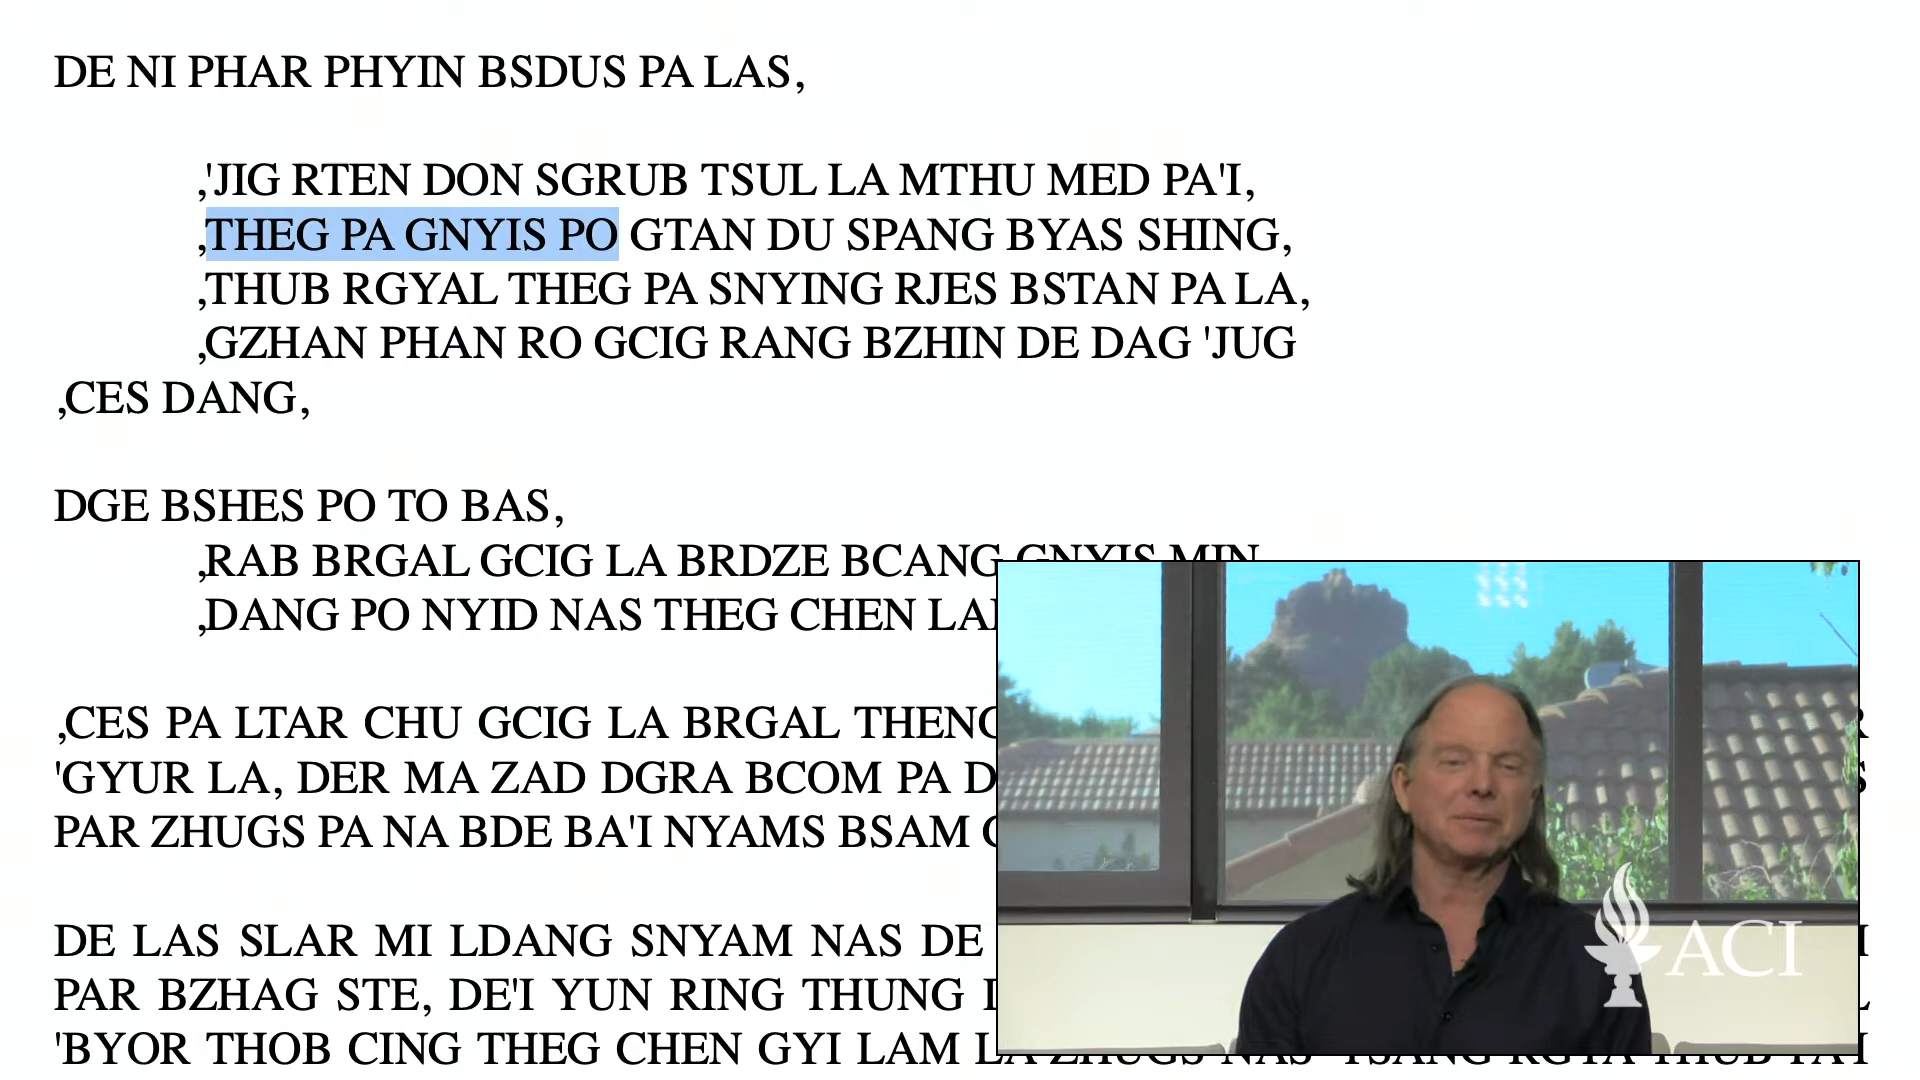 DE NI PHAR PHYIN BSDUS PA LAS,
,'JIG RTEN DON SGRUB TSUL LA MTHU MED PA'I,
,THEG PA GNYIS PO GTAN DU SPANG BYAS SHING,
,THUB RGYAL THEG PA SNYING RJES BSTAN PA LA,
,GZHAN PHAN RO GCIG RANG BZHIN DE DAG 'JUG
,CES DANG,
DGE BSHES PO TO BAS,
,RAB BRGAL GCIG LA BRDZE BCANG GNYIS MIN
,DANG PO NYID NAS THEG CHEN
,CES PA LTAR CHU GCIG LA BRGAL
'GYUR LA, DER MA ZAD DGRA BCOM PA
PAR ZHUGS PA NA BDE BA'I NYAMS BSAM
DE LAS SLAR MI LDANG SNYAM NAS DE
PAR BZHAG STE, DE'I YUN RING THUNG
'BYOR THOB CING THEG CHEN GYI LAM LA ZHUGS NAS
ACI